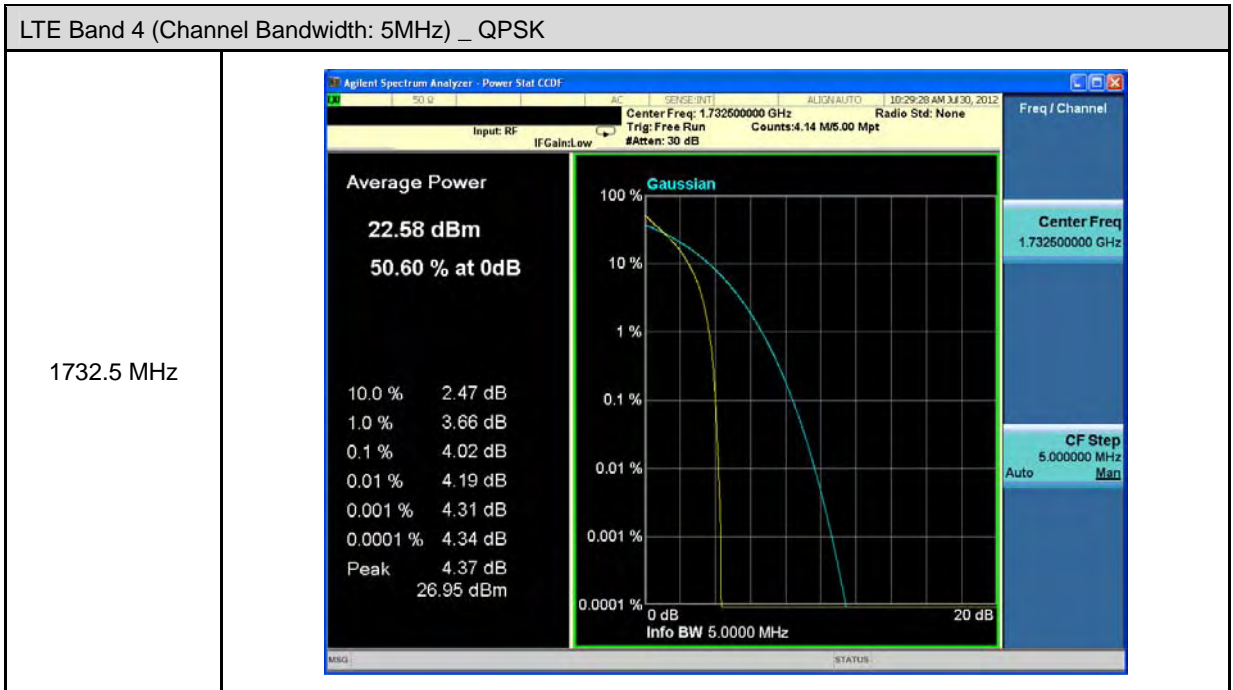 LTE Band 4 (Channel Bandwidth: 5MHz) _ QPSK
1732.5 MHz
Agilent Spectrum Analyzer - Power Stat CCDF
50 Ω AC SENSE:INT ALIGN AUTO 10:29:28 AM Jul 30, 2012
Center Freq: 1.732500000 GHz Radio Std: None
Input: RF Trig: Free Run Counts:4.14 M/5.00 Mpt
IFGain:Low #Atten: 30 dB
Average Power
22.58 dBm
50.60 % at 0dB
10.0 % 2.47 dB
1.0 % 3.66 dB
0.1 % 4.02 dB
0.01 % 4.19 dB
0.001 % 4.31 dB
0.0001 % 4.34 dB
Peak 4.37 dB
26.95 dBm
Gaussian
100 %
10 %
1 %
0.1 %
0.01 %
0.001 %
0.0001 %
0 dB 20 dB
Info BW 5.0000 MHz
Freq / Channel
Center Freq
1.732500000 GHz
CF Step
5.000000 MHz
Auto Man
MSG STATUS